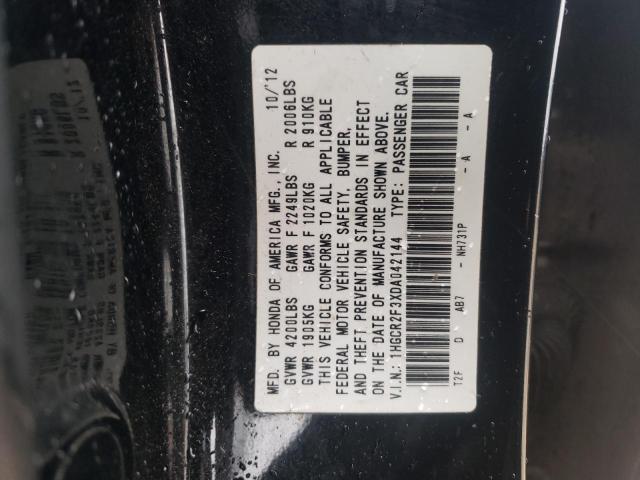 MFD. BY HONDA OF AMERICA MFG., INC. 10/'12
GVWR 4200LBS GAWR F 2249LBS R 2006LBS
GVWR 1905KG GAWR F 1020KG R 910KG
THIS VEHICLE CONFORMS TO ALL APPLICABLE
FEDERAL MOTOR VEHICLE SAFETY, BUMPER,
AND THEFT PREVENTION STANDARDS IN EFFECT
ON THE DATE OF MANUFACTURE SHOWN ABOVE.
V.I.N.: 1HGCR2F3XDA042144 TYPE: PASSENGER CAR
T2F D AB7 - NH731P - A - A